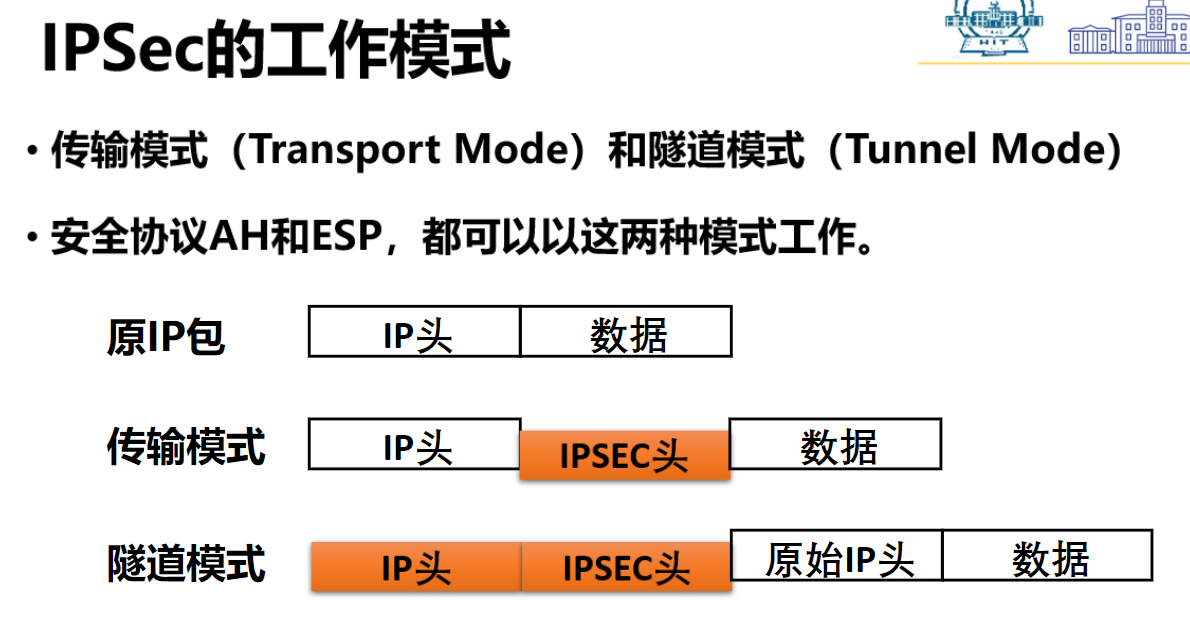 IPSec的工作模式
HIT
• 传输模式（Transport Mode）和隧道模式（Tunnel Mode）
• 安全协议AH和ESP，都可以以这两种模式工作。
原IP包 IP头 数据
传输模式 IP头 IPSEC头 数据
隧道模式 IP头 IPSEC头 原始IP头 数据